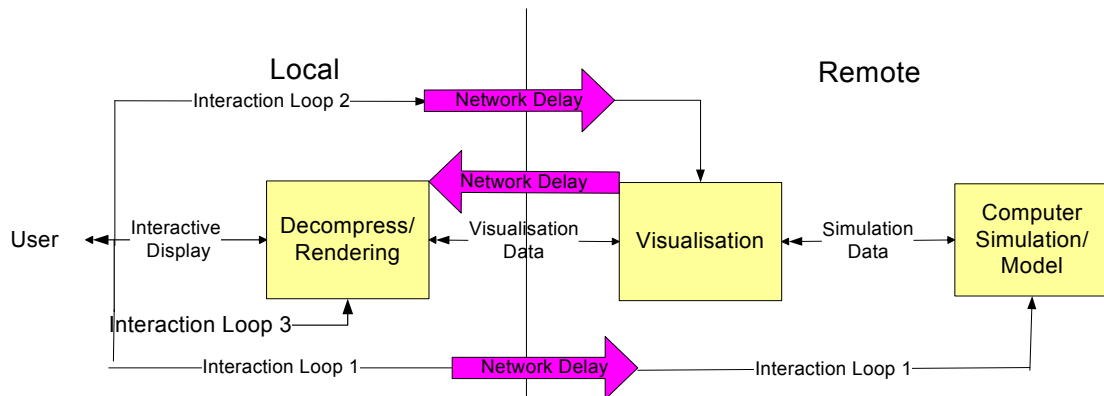 Local
Remote
Interaction Loop 2
Network Delay
Network Delay
User
Interactive
Display
Decompress/
Rendering
Visualisation
Data
Visualisation
Simulation
Data
Computer
Simulation/
Model
Interaction Loop 3
Interaction Loop 1
Network Delay
Interaction Loop 1